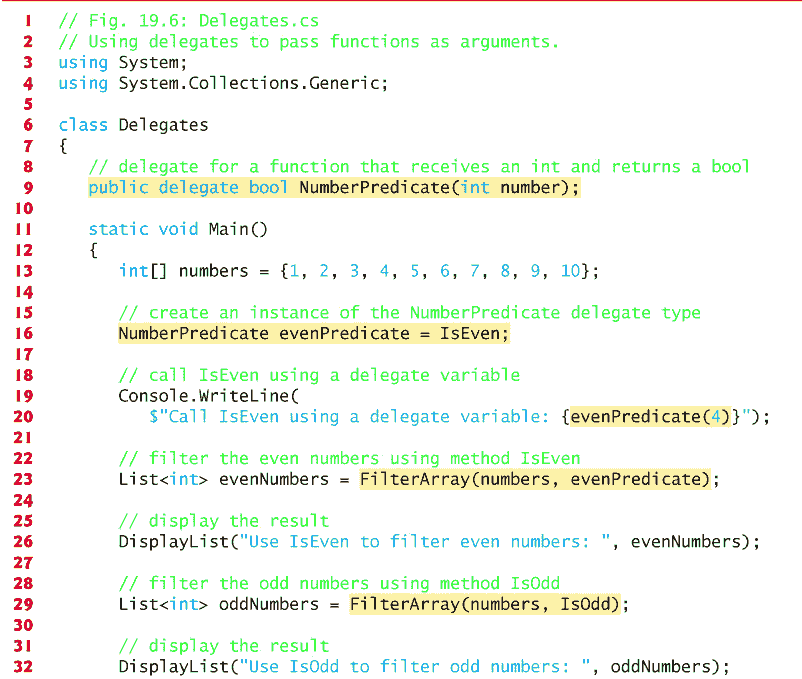 1 // Fig. 19.6: Delegates.cs
2 // Using delegates to pass functions as arguments.
3 using System;
4 using System.Collections.Generic;
5
6 class Delegates
7 {
8 // delegate for a function that receives an int and returns a bool
9 public delegate bool NumberPredicate(int number);
10
11 static void Main()
12 {
13 int[] numbers = {1, 2, 3, 4, 5, 6, 7, 8, 9, 10};
14
15 // create an instance of the NumberPredicate delegate type
16 NumberPredicate evenPredicate = IsEven;
17
18 // call IsEven using a delegate variable
19 Console.WriteLine(
20 $"Call IsEven using a delegate variable: {evenPredicate(4)}");
21
22 // filter the even numbers using method IsEven
23 List<int> evenNumbers = FilterArray(numbers, evenPredicate);
24
25 // display the result
26 DisplayList("Use IsEven to filter even numbers: ", evenNumbers);
27
28 // filter the odd numbers using method IsOdd
29 List<int> oddNumbers = FilterArray(numbers, IsOdd);
30
31 // display the result
32 DisplayList("Use IsOdd to filter odd numbers: ", oddNumbers);